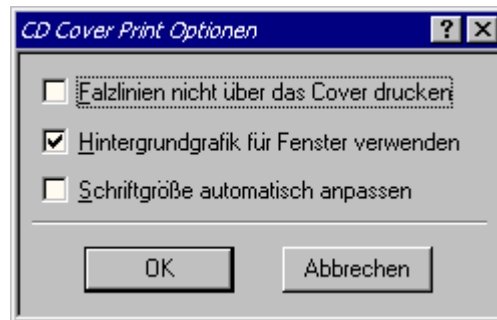 CD Cover Print Optionen
Falzlinien nicht über das Cover drucken
Hintergrundgrafik für Fenster verwenden
Schriftgröße automatisch anpassen
OK Abbrechen